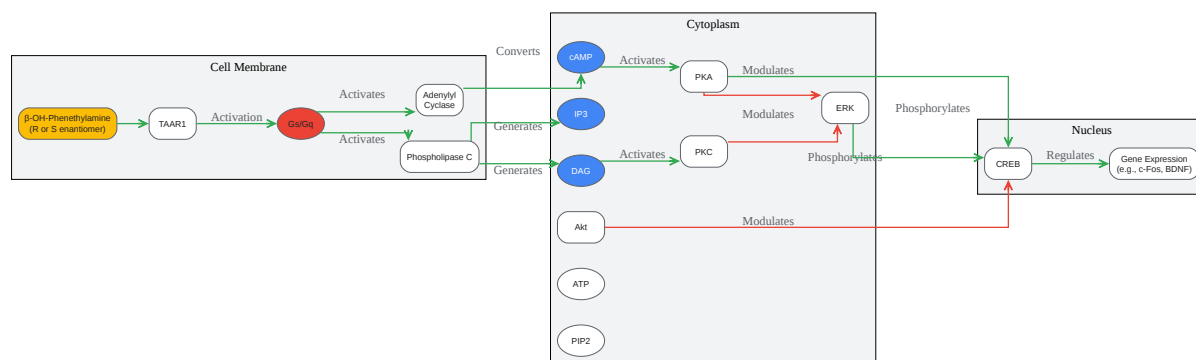 Cell Membrane
β-OH-Phenethylamine
(R or S enantiomer)
TAAR1
Activation
Gs/Gq
Activates
Activates
Adenylyl
Cyclase
Phospholipase C
Converts
Generates
Generates
Cytoplasm
cAMP
IP3
DAG
Akt
ATP
PIP2
Activates
Activates
PKA
PKC
Modulates
Modulates
Modulates
ERK
Phosphorylates
Phosphorylates
Nucleus
CREB
Regulates
Gene Expression
(e.g., c-Fos, BDNF)